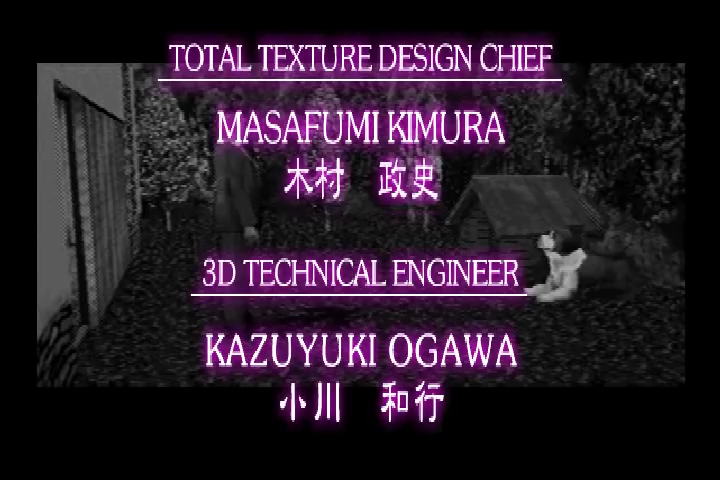 TOTAL TEXTURE DESIGN CHIEF
MASAFUMI KIMURA
木村　政史
3D TECHNICAL ENGINEER
KAZUYUKI OGAWA
小川　和行